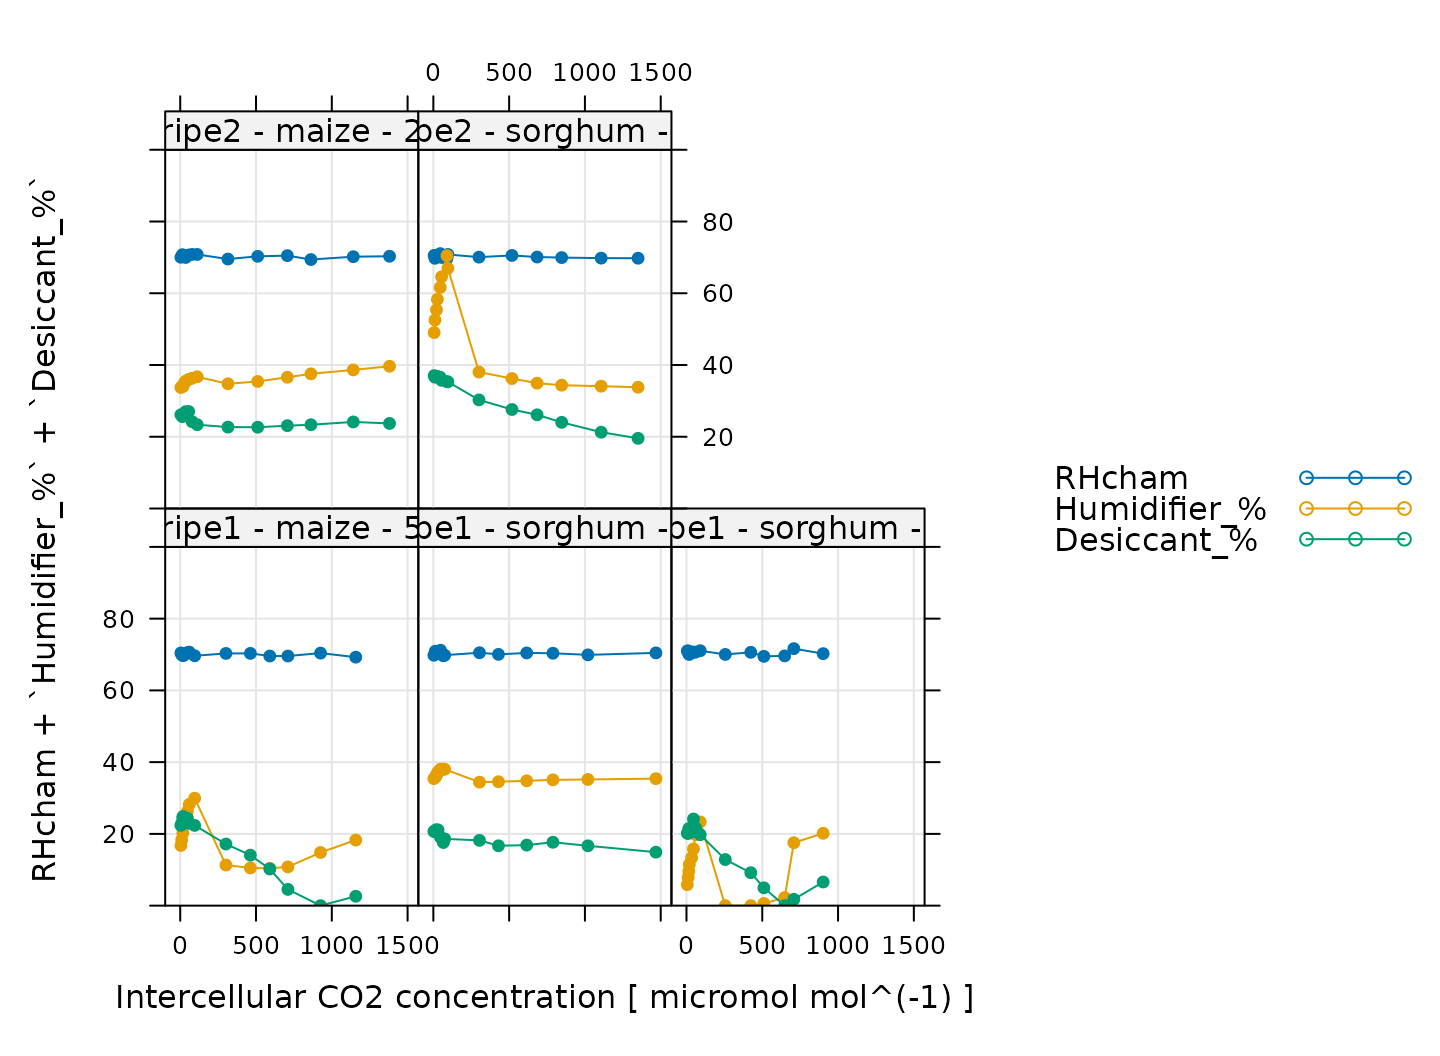 0 500 1000 1500
ripe2 - maize - 2
pe2 - sorghum -
80
60
40
20
RHcham + `Humidifier_%` + `Desiccant_%`
RHcham
Humidifier_%
Desiccant_%
ripe1 - maize - 5
be1 - sorghum -
be1 - sorghum -
80
60
40
20
0 500 1000 1500
0 500 1000 1500
Intercellular CO2 concentration [ micromol mol^(-1) ]